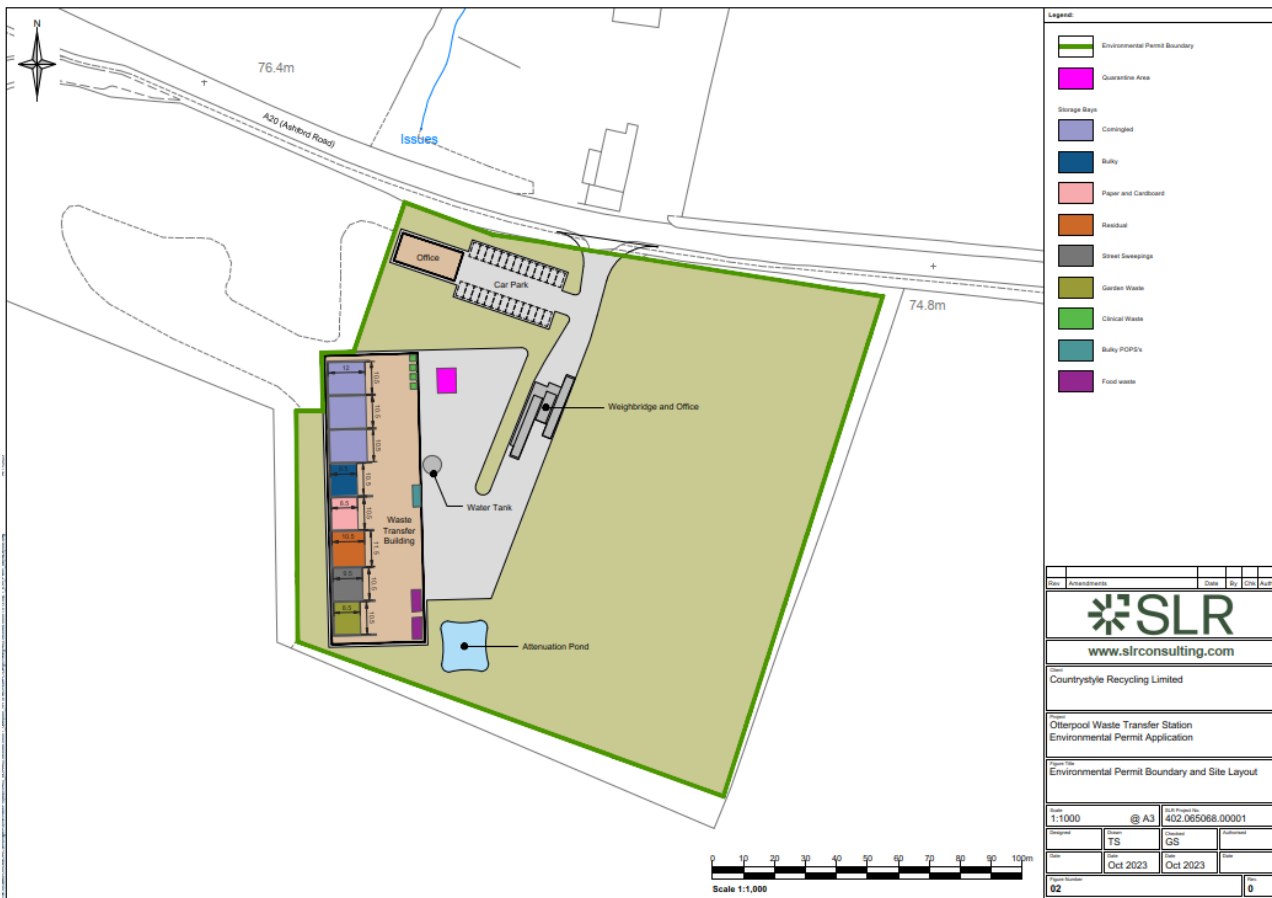 N
76.4m
A20 (Ashford Road)
Issues
74.8m
Office
Car Park
Weighbridge and Office
Water Tank
Waste
Transfer
Building
Attenuation Pond
12
10.5
10.5
10.5
10.5
8.5
10.5
10.5
11.5
9.5
10.5
8.5
10.5
0 10 20 30 40 50 60 70 80 90 100m
Scale 1:1,000
Legend:
Environmental Permit Boundary
Quarantine Area
Storage Bays
Comingled
Bulky
Paper and Cardboard
Residual
Street Sweepings
Garden Waste
Clinical Waste
Bulky POPS's
Food waste
Rev Amendments Date By Chk Auth
SLR
www.slrconsulting.com
Client
Countrystyle Recycling Limited
Project
Otterpool Waste Transfer Station
Environmental Permit Application
Figure Title
Environmental Permit Boundary and Site Layout
Scale
1:1000 @ A3
SLR Project No.
402.065068.00001
Designed Drawn Checked Authorised
TS GS
Date Date Date Date
Oct 2023 Oct 2023
Figure Number
02
Rev.
0